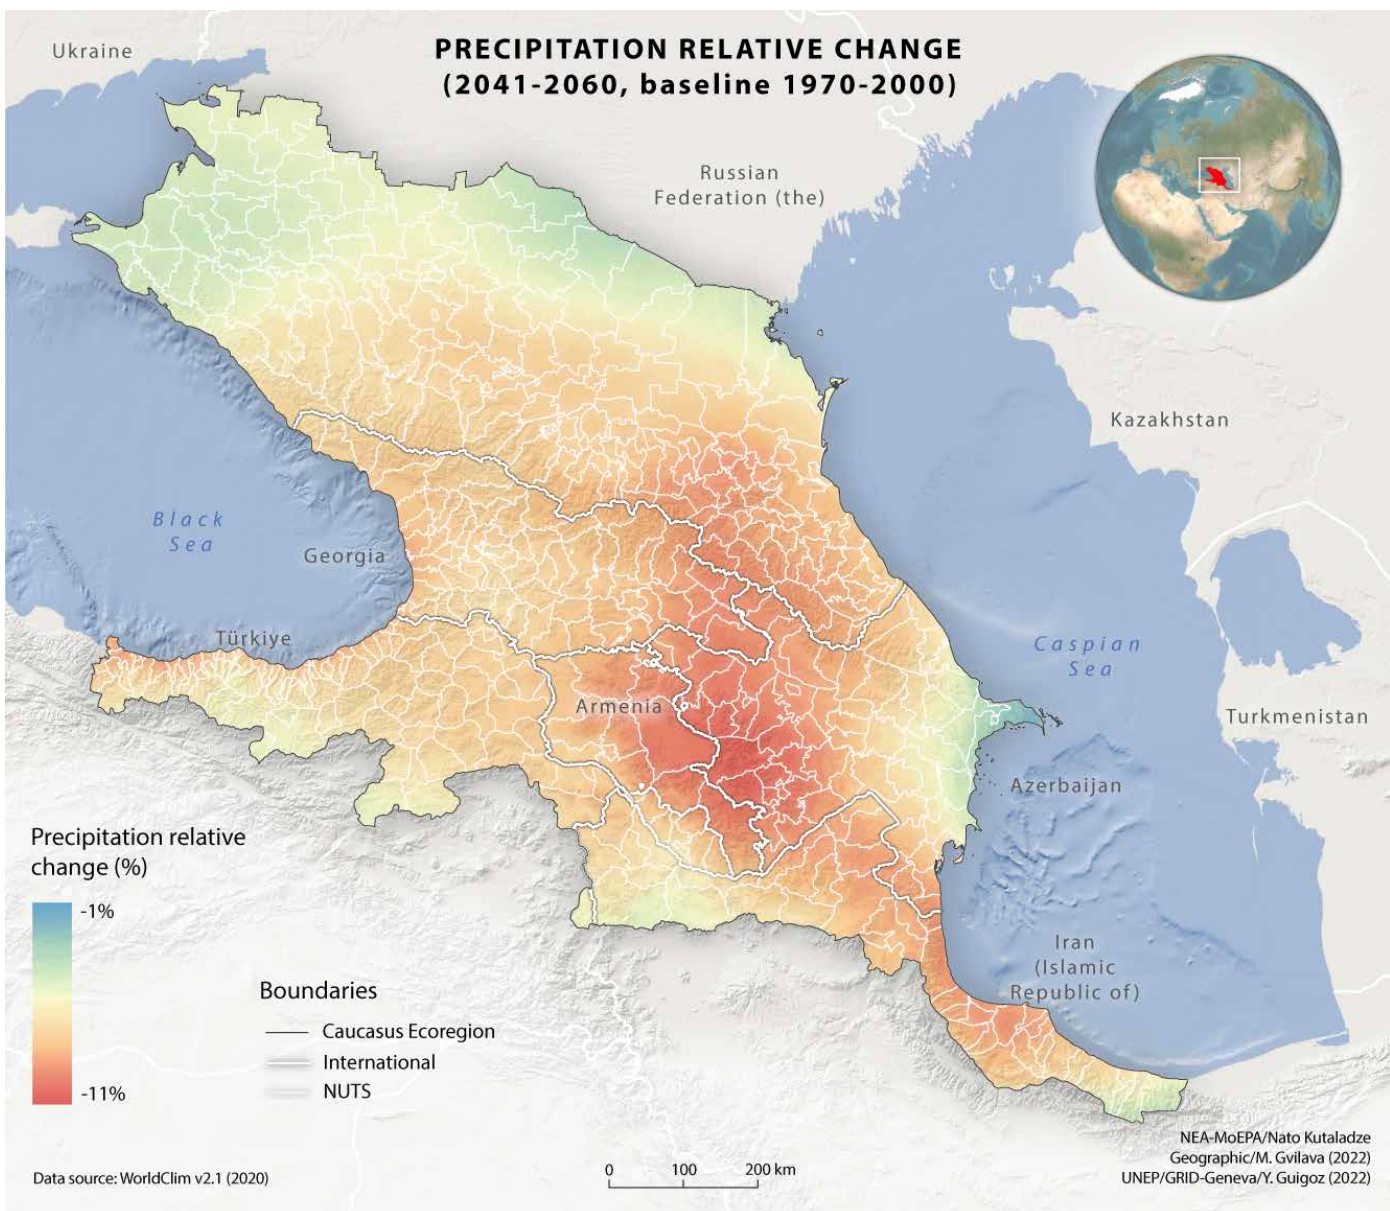 PRECIPITATION RELATIVE CHANGE
(2041-2060, baseline 1970-2000)
Ukraine
Russian
Federation (the)
Kazakhstan
Black
Sea
Georgia
Türkiye
Caspian
Sea
Armenia
Turkmenistan
Azerbaijan
Iran
(Islamic
Republic of)
Precipitation relative
change (%)
-1%
-11%
Boundaries
Caucasus Ecoregion
International
NUTS
Data source: WorldClim v2.1 (2020)
0 100 200 km
NEA-MoEPA/Nato Kutaladze
Geographic/M. Gvilava (2022)
UNEP/GRID-Geneva/Y. Guigoz (2022)